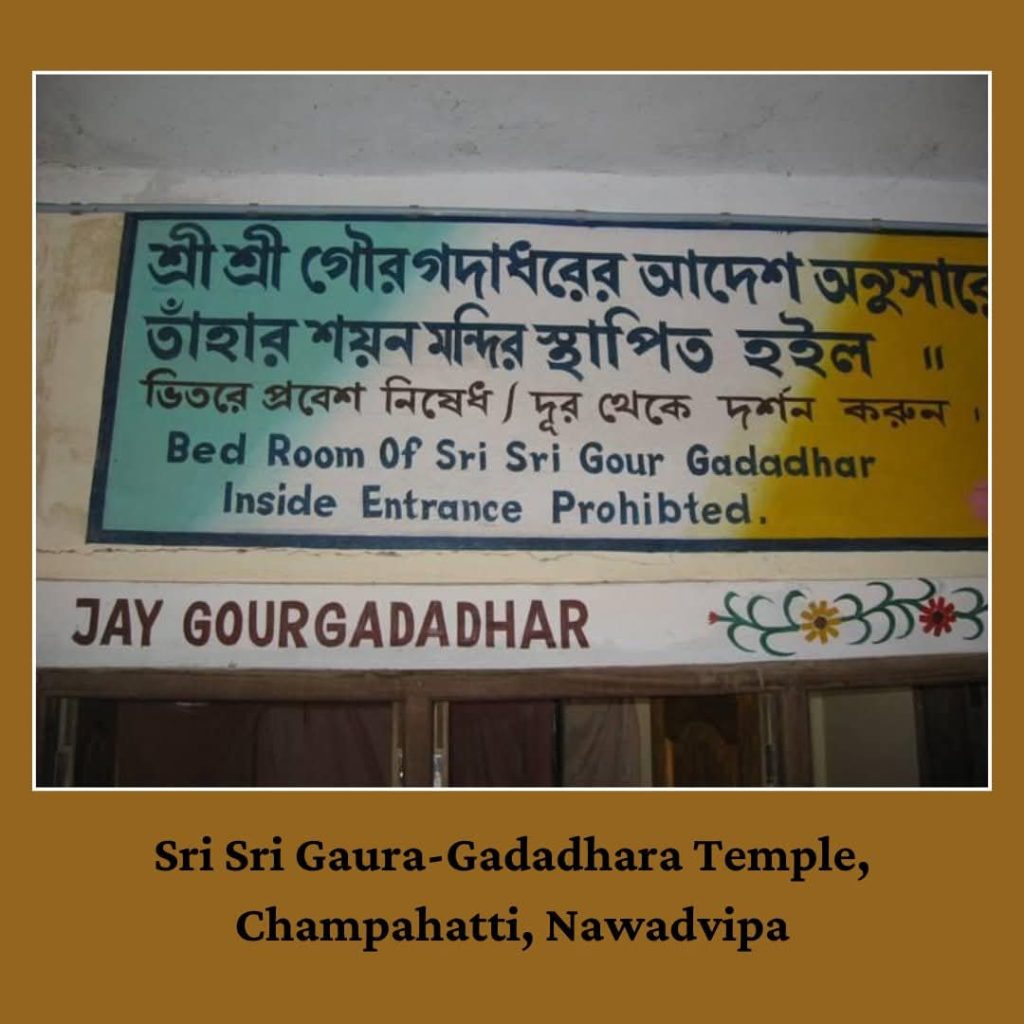 শ্রী শ্রী গৌর গদাধরের আদেশ অনুসারে
তাঁহার শয়ন মন্দির স্থাপিত হইল ॥
ভিতরে প্রবেশ নিষেধ / দূর থেকে দর্শন করুন ।
Bed Room Of Sri Sri Gour Gadadhar
Inside Entrance Prohibted.
JAY GOURGADADHAR
Sri Sri Gaura-Gadadhara Temple,
Champahatti, Nawadvipa